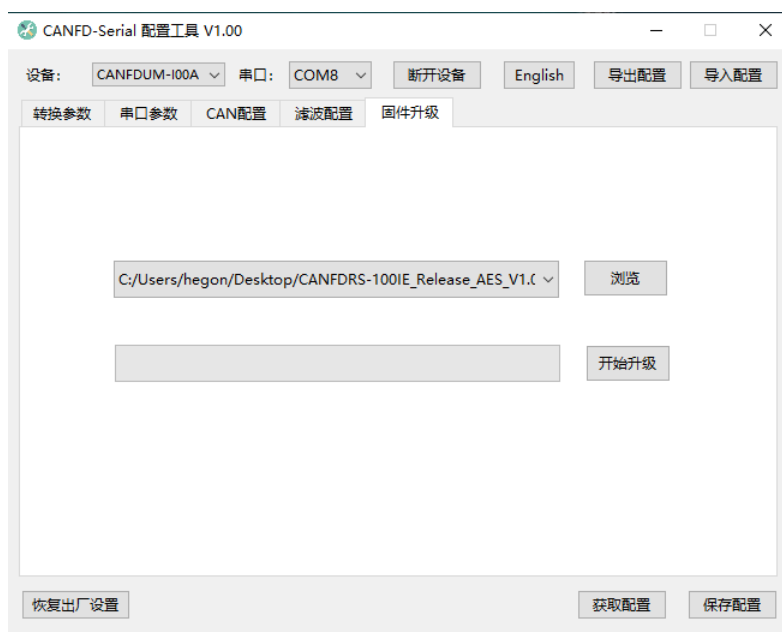 CANFD-Serial 配置工具 V1.00
设备: CANFDUM-I00A 串口: COM8 断开设备 English 导出配置 导入配置
转换参数 串口参数 CAN配置 滤波配置 固件升级
C:/Users/hegon/Desktop/CANFDRS-100IE_Release_AES_V1.0 浏览
开始升级
恢复出厂设置 获取配置 保存配置